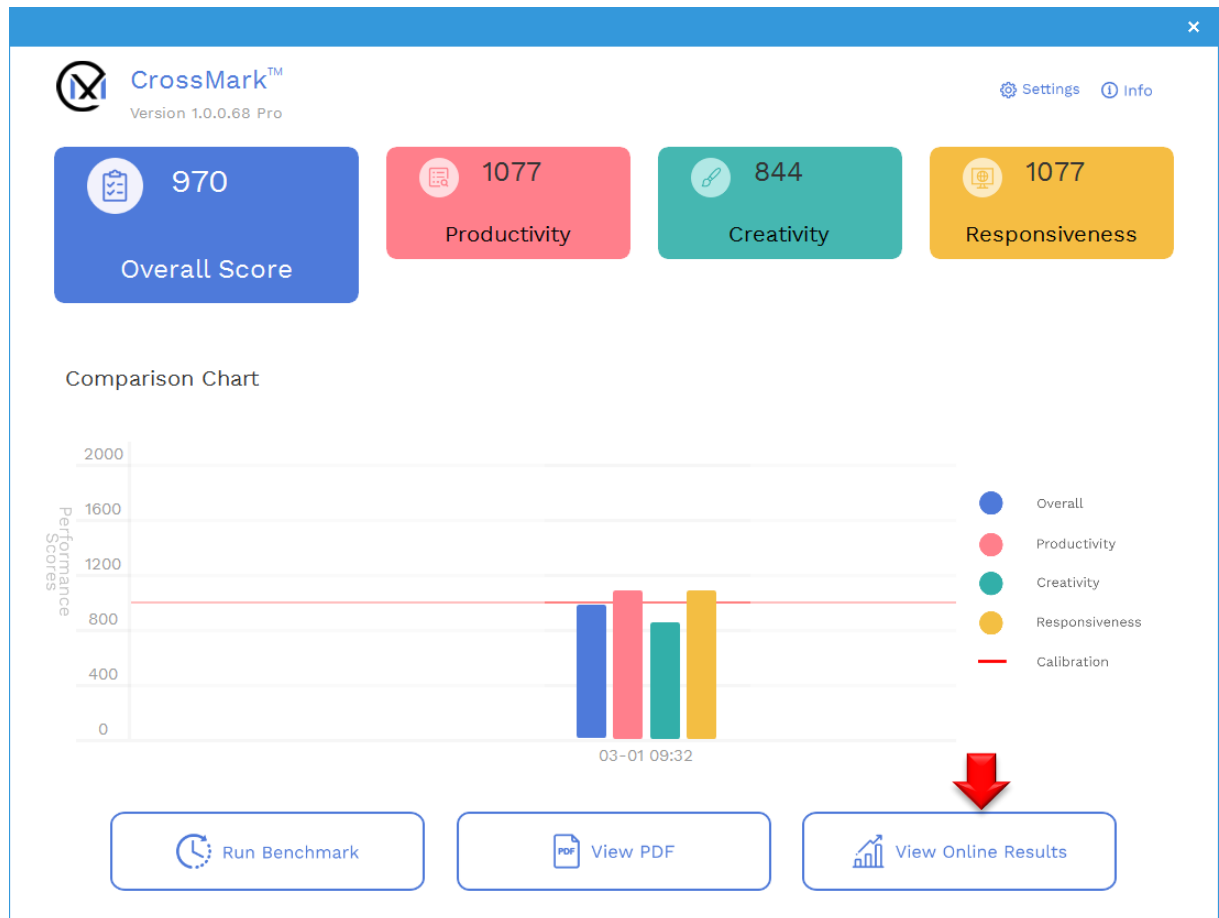 CrossMark™
Version 1.0.0.68 Pro
Settings
Info
970
Overall Score
1077
Productivity
844
Creativity
1077
Responsiveness
Comparison Chart
Performance
Scores
2000
1600
1200
800
400
0
03-01 09:32
Overall
Productivity
Creativity
Responsiveness
Calibration
Run Benchmark
PDF
View PDF
View Online Results